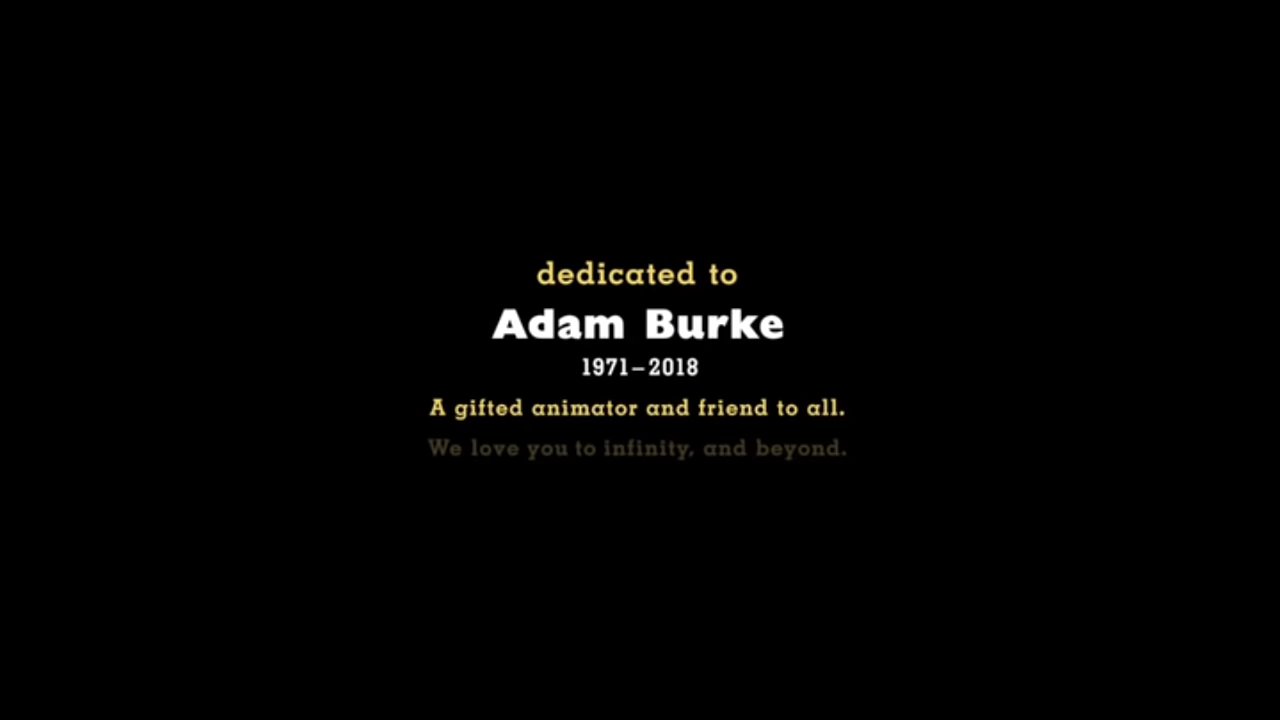 dedicated to
Adam Burke
1971–2018
A gifted animator and friend to all.
We love you to infinity, and beyond.